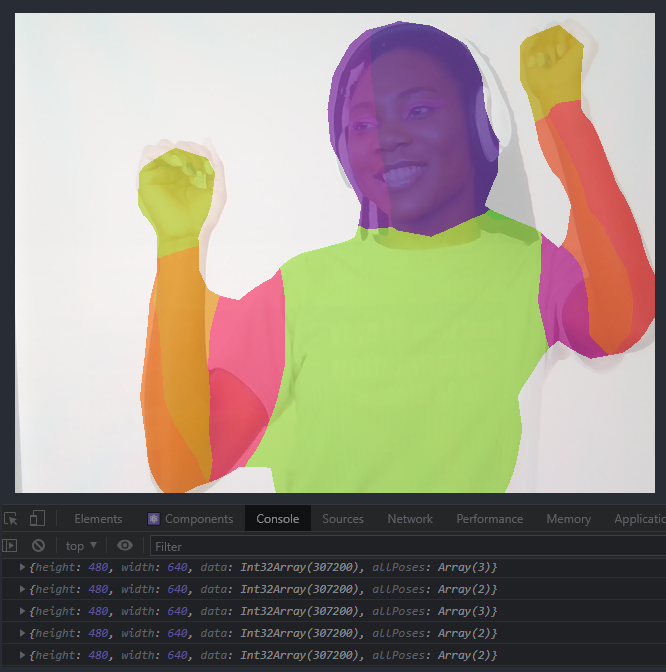 Elements Components Console Sources Network Performance Memory Applicatio
top Filter
{height: 480, width: 640, data: Int32Array(307200), allPoses: Array(3)}
{height: 480, width: 640, data: Int32Array(307200), allPoses: Array(2)}
{height: 480, width: 640, data: Int32Array(307200), allPoses: Array(3)}
{height: 480, width: 640, data: Int32Array(307200), allPoses: Array(2)}
{height: 480, width: 640, data: Int32Array(307200), allPoses: Array(2)}